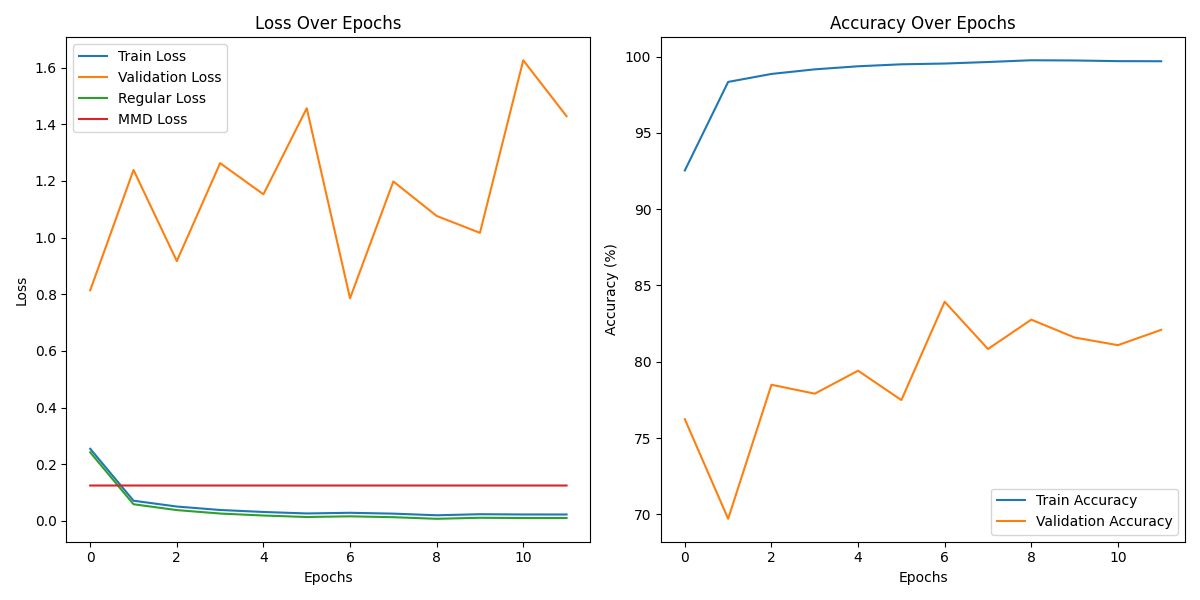 Loss Over Epochs
Train Loss
Validation Loss
Regular Loss
MMD Loss
1.6
1.4
1.2
1.0
0.8
0.6
0.4
0.2
0.0
Loss
0 2 4 6 8 10
Epochs
Accuracy Over Epochs
100
95
90
85
80
75
70
Accuracy (%)
Train Accuracy
Validation Accuracy
0 2 4 6 8 10
Epochs